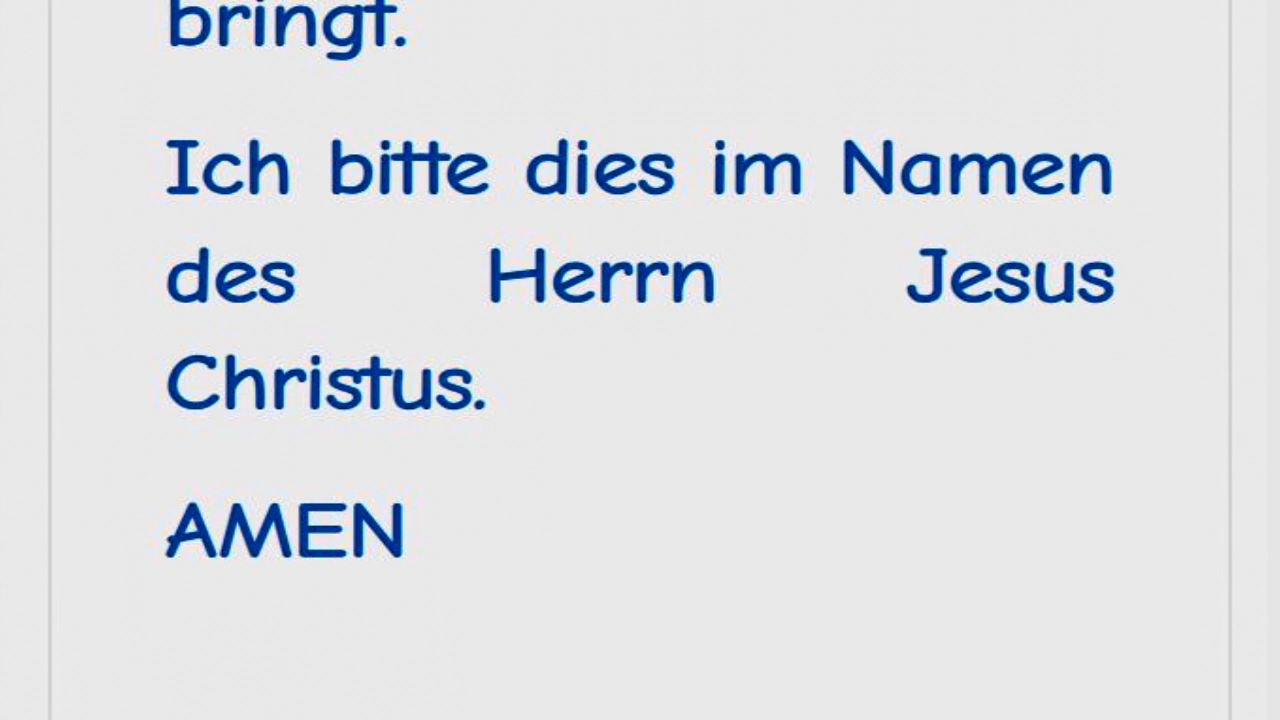 bringt.
Ich bitte dies im Namen
des Herrn Jesus
Christus.
AMEN